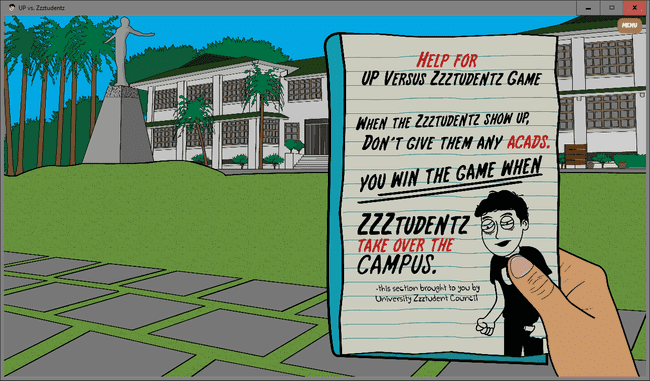 UP vs. Zzztudentz
MENU
HELP FOR
UP VERSUS ZZZTUDENTZ GAME
WHEN THE ZZZTUDENTZ SHOW UP,
DON'T GIVE THEM ANY ACADS.
YOU WIN THE GAME WHEN
ZZZTUDENTZ
TAKE OVER THE
CAMPUS.
-this section brought to you by
University Zzztudent Council